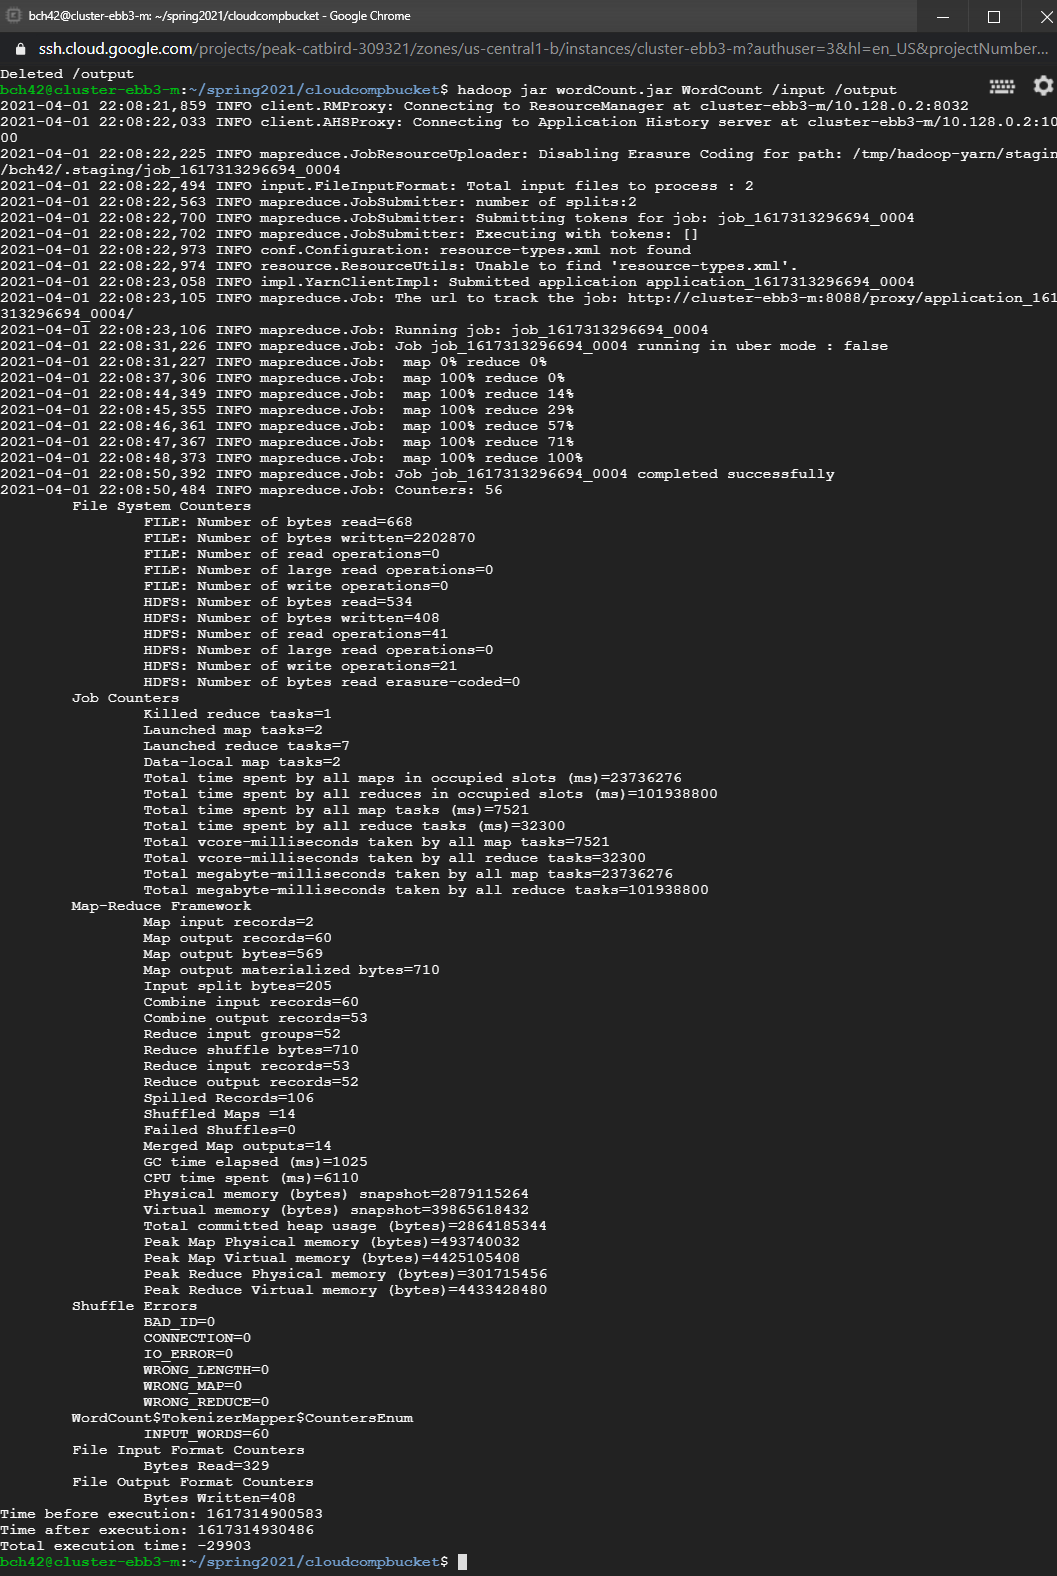 bch42@cluster-ebb3-m: ~/spring2021/cloudcompbucket - Google Chrome
ssh.cloud.google.com/projects/peak-catbird-309321/zones/us-central1-b/instances/cluster-ebb3-m?authuser=3&hl=en_US&projectNumber...
Deleted /output
bch42@cluster-ebb3-m:~/spring2021/cloudcompbucket$ hadoop jar wordCount.jar WordCount /input /output
2021-04-01 22:08:21,859 INFO client.RMProxy: Connecting to ResourceManager at cluster-ebb3-m/10.128.0.2:8032
2021-04-01 22:08:22,033 INFO client.AHSProxy: Connecting to Application History server at cluster-ebb3-m/10.128.0.2:10
00
2021-04-01 22:08:22,225 INFO mapreduce.JobResourceUploader: Disabling Erasure Coding for path: /tmp/hadoop-yarn/stagin
/bch42/.staging/job_1617313296694_0004
2021-04-01 22:08:22,494 INFO input.FileInputFormat: Total input files to process : 2
2021-04-01 22:08:22,563 INFO mapreduce.JobSubmitter: number of splits:2
2021-04-01 22:08:22,700 INFO mapreduce.JobSubmitter: Submitting tokens for job: job_1617313296694_0004
2021-04-01 22:08:22,702 INFO mapreduce.JobSubmitter: Executing with tokens: []
2021-04-01 22:08:22,973 INFO conf.Configuration: resource-types.xml not found
2021-04-01 22:08:22,974 INFO resource.ResourceUtils: Unable to find 'resource-types.xml'.
2021-04-01 22:08:23,058 INFO impl.YarnClientImpl: Submitted application application_1617313296694_0004
2021-04-01 22:08:23,105 INFO mapreduce.Job: The url to track the job: http://cluster-ebb3-m:8088/proxy/application_161
313296694_0004/
2021-04-01 22:08:23,106 INFO mapreduce.Job: Running job: job_1617313296694_0004
2021-04-01 22:08:31,226 INFO mapreduce.Job: Job job_1617313296694_0004 running in uber mode : false
2021-04-01 22:08:31,227 INFO mapreduce.Job:  map 0% reduce 0%
2021-04-01 22:08:37,306 INFO mapreduce.Job:  map 100% reduce 0%
2021-04-01 22:08:44,349 INFO mapreduce.Job:  map 100% reduce 14%
2021-04-01 22:08:45,355 INFO mapreduce.Job:  map 100% reduce 29%
2021-04-01 22:08:46,361 INFO mapreduce.Job:  map 100% reduce 57%
2021-04-01 22:08:47,367 INFO mapreduce.Job:  map 100% reduce 71%
2021-04-01 22:08:48,373 INFO mapreduce.Job:  map 100% reduce 100%
2021-04-01 22:08:50,392 INFO mapreduce.Job: Job job_1617313296694_0004 completed successfully
2021-04-01 22:08:50,484 INFO mapreduce.Job: Counters: 56
File System Counters
FILE: Number of bytes read=668
FILE: Number of bytes written=2202870
FILE: Number of read operations=0
FILE: Number of large read operations=0
FILE: Number of write operations=0
HDFS: Number of bytes read=534
HDFS: Number of bytes written=408
HDFS: Number of read operations=41
HDFS: Number of large read operations=0
HDFS: Number of write operations=21
HDFS: Number of bytes read erasure-coded=0
Job Counters
Killed reduce tasks=1
Launched map tasks=2
Launched reduce tasks=7
Data-local map tasks=2
Total time spent by all maps in occupied slots (ms)=23736276
Total time spent by all reduces in occupied slots (ms)=101938800
Total time spent by all map tasks (ms)=7521
Total time spent by all reduce tasks (ms)=32300
Total vcore-milliseconds taken by all map tasks=7521
Total vcore-milliseconds taken by all reduce tasks=32300
Total megabyte-milliseconds taken by all map tasks=23736276
Total megabyte-milliseconds taken by all reduce tasks=101938800
Map-Reduce Framework
Map input records=2
Map output records=60
Map output bytes=569
Map output materialized bytes=710
Input split bytes=205
Combine input records=60
Combine output records=53
Reduce input groups=52
Reduce shuffle bytes=710
Reduce input records=53
Reduce output records=52
Spilled Records=106
Shuffled Maps =14
Failed Shuffles=0
Merged Map outputs=14
GC time elapsed (ms)=1025
CPU time spent (ms)=6110
Physical memory (bytes) snapshot=2879115264
Virtual memory (bytes) snapshot=39865618432
Total committed heap usage (bytes)=2864185344
Peak Map Physical memory (bytes)=493740032
Peak Map Virtual memory (bytes)=4425105408
Peak Reduce Physical memory (bytes)=301715456
Peak Reduce Virtual memory (bytes)=4433428480
Shuffle Errors
BAD_ID=0
CONNECTION=0
IO_ERROR=0
WRONG_LENGTH=0
WRONG_MAP=0
WRONG_REDUCE=0
WordCount$TokenizerMapper$CountersEnum
INPUT_WORDS=60
File Input Format Counters
Bytes Read=329
File Output Format Counters
Bytes Written=408
Time before execution: 1617314900583
Time after execution: 1617314930486
Total execution time: -29903
bch42@cluster-ebb3-m:~/spring2021/cloudcompbucket$